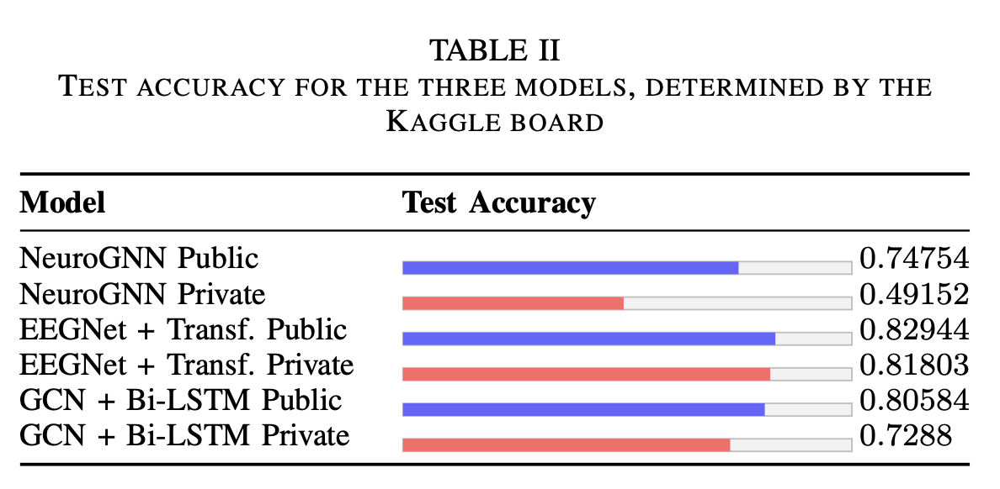 TABLE II
TEST ACCURACY FOR THE THREE MODELS, DETERMINED BY THE
KAGGLE BOARD
Model Test Accuracy
NeuroGNN Public 0.74754
NeuroGNN Private 0.49152
EEGNet + Transf. Public 0.82944
EEGNet + Transf. Private 0.81803
GCN + Bi-LSTM Public 0.80584
GCN + Bi-LSTM Private 0.7288